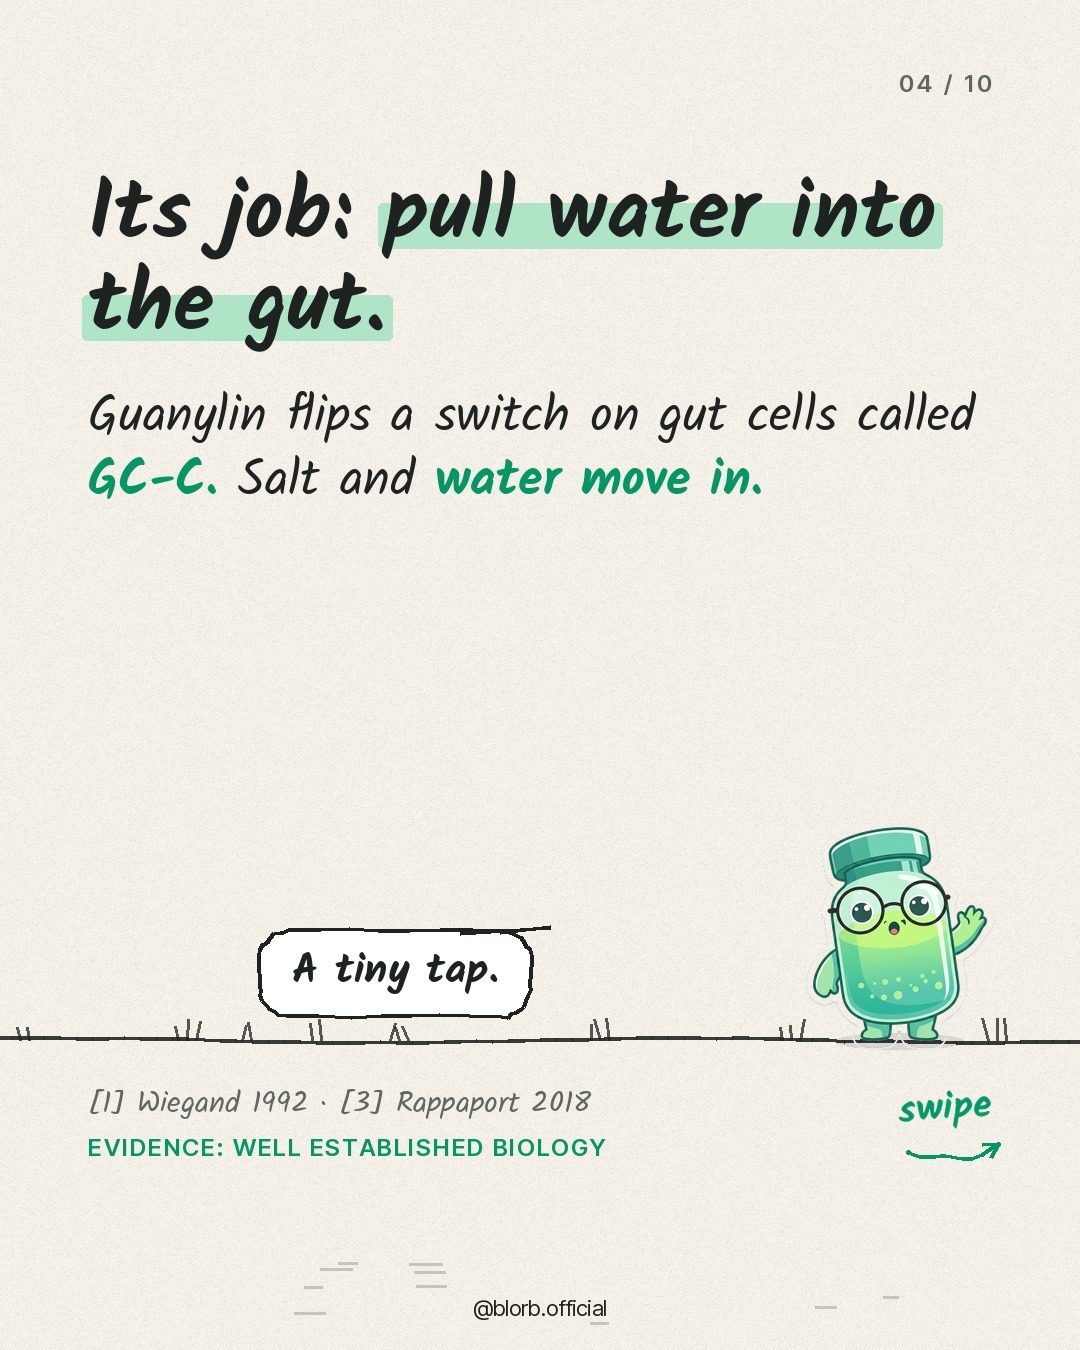 04 / 10
Its job: pull water into
the gut.
Guanylin flips a switch on gut cells called
GC-C. Salt and water move in.
A tiny tap.
[1] Wiegand 1992 · [3] Rappaport 2018
EVIDENCE: WELL ESTABLISHED BIOLOGY
swipe
@blorb.official